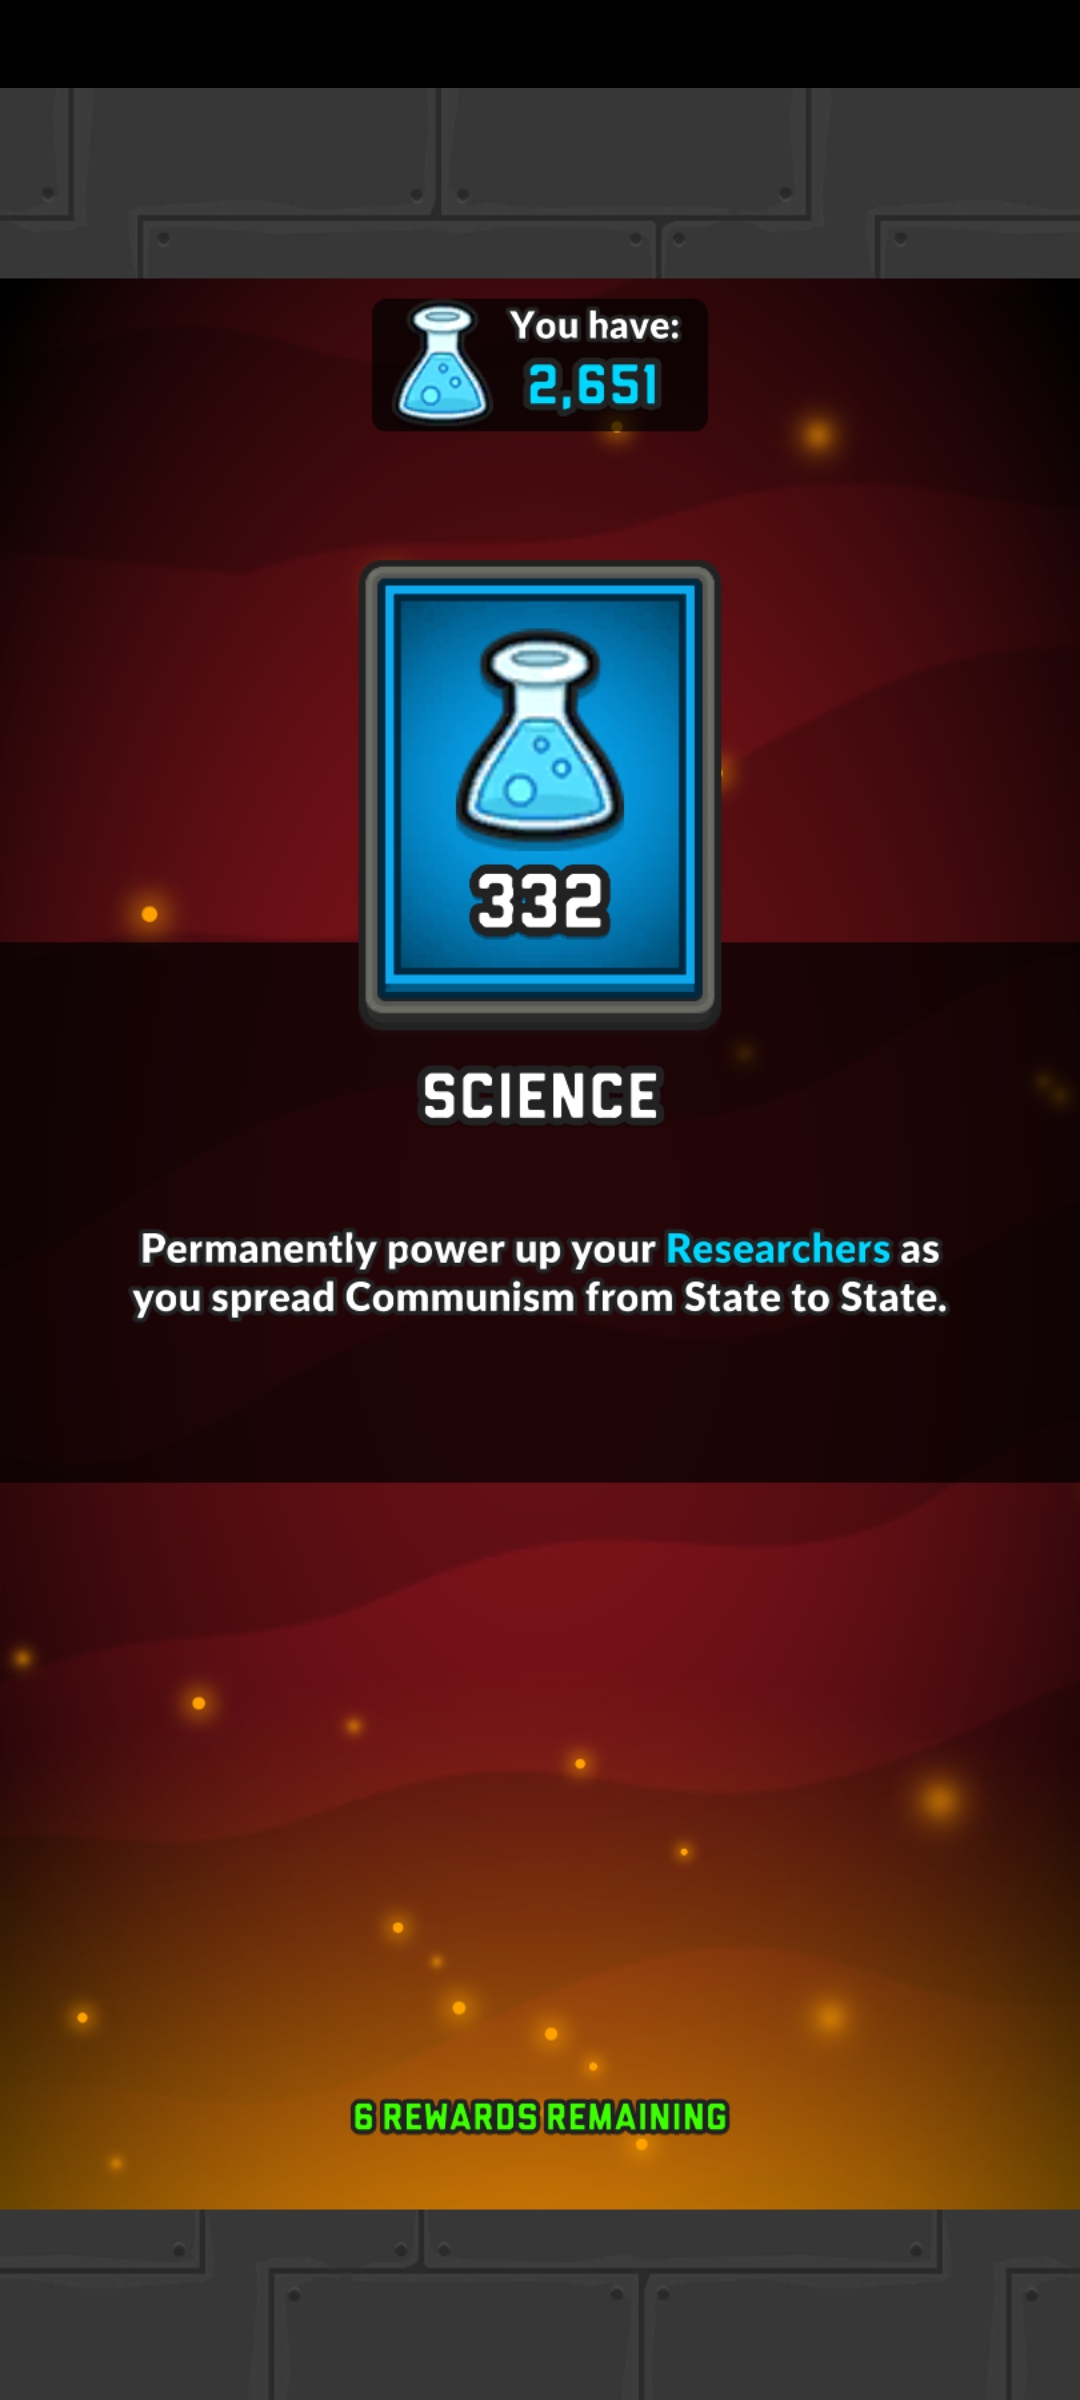 You have:
2,651
332
SCIENCE
Permanently power up your Researchers as
you spread Communism from State to State.
6 REWARDS REMAINING